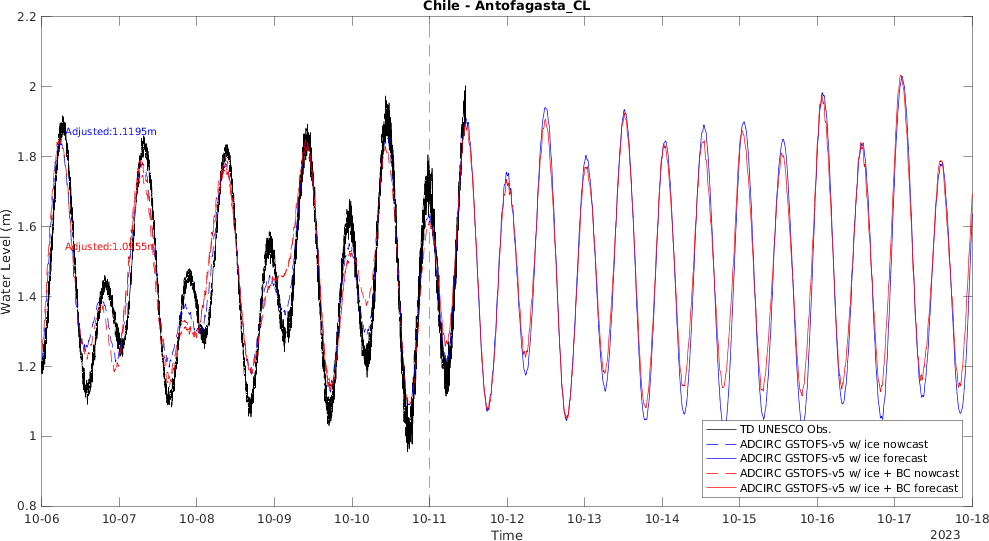 Chile - Antofagasta_CL
2.2
2
1.8
1.6
1.4
1.2
1
0.8
Water Level (m)
Adjusted:1.1195m
Adjusted:1.0555m
TD UNESCO Obs.
ADCIRC GSTOFS-v5 w/ ice nowcast
ADCIRC GSTOFS-v5 w/ ice forecast
ADCIRC GSTOFS-v5 w/ ice + BC nowcast
ADCIRC GSTOFS-v5 w/ ice + BC forecast
10-06 10-07 10-08 10-09 10-10 10-11 10-12 10-13 10-14 10-15 10-16 10-17 10-18
Time
2023